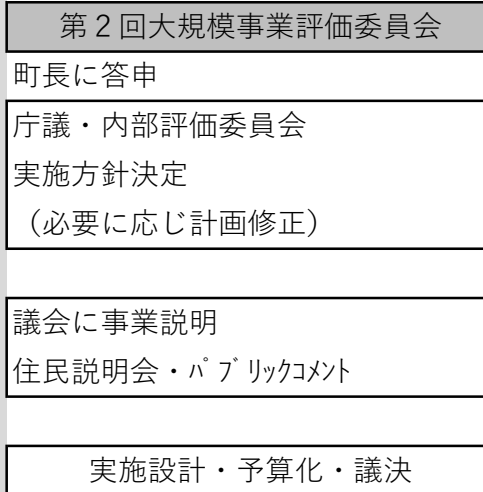 第２回大規模事業評価委員会
町長に答申
庁議・内部評価委員会
実施方針決定
（必要に応じ計画修正）
議会に事業説明
住民説明会・ﾊﾟﾌﾞﾘｯｸｺﾒﾝﾄ
実施設計・予算化・議決